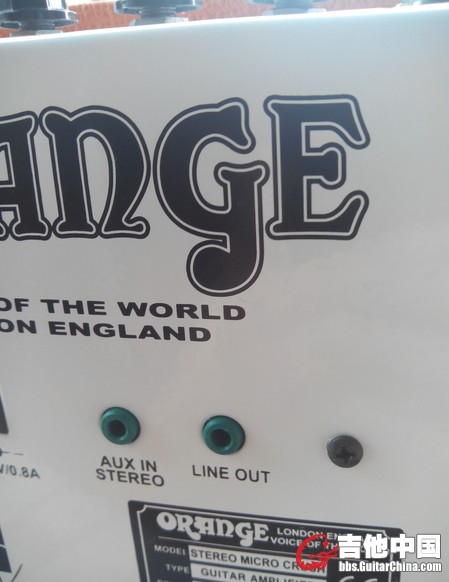 ANGE
OF THE WORLD
ON ENGLAND
/0.8A
AUX IN
STEREO
LINE OUT
ORANGE
LONDON
VOICE OF THE
MODEL STEREO MICRO
TYPE GUITAR
吉他中国
bbs.GuitarChina.com